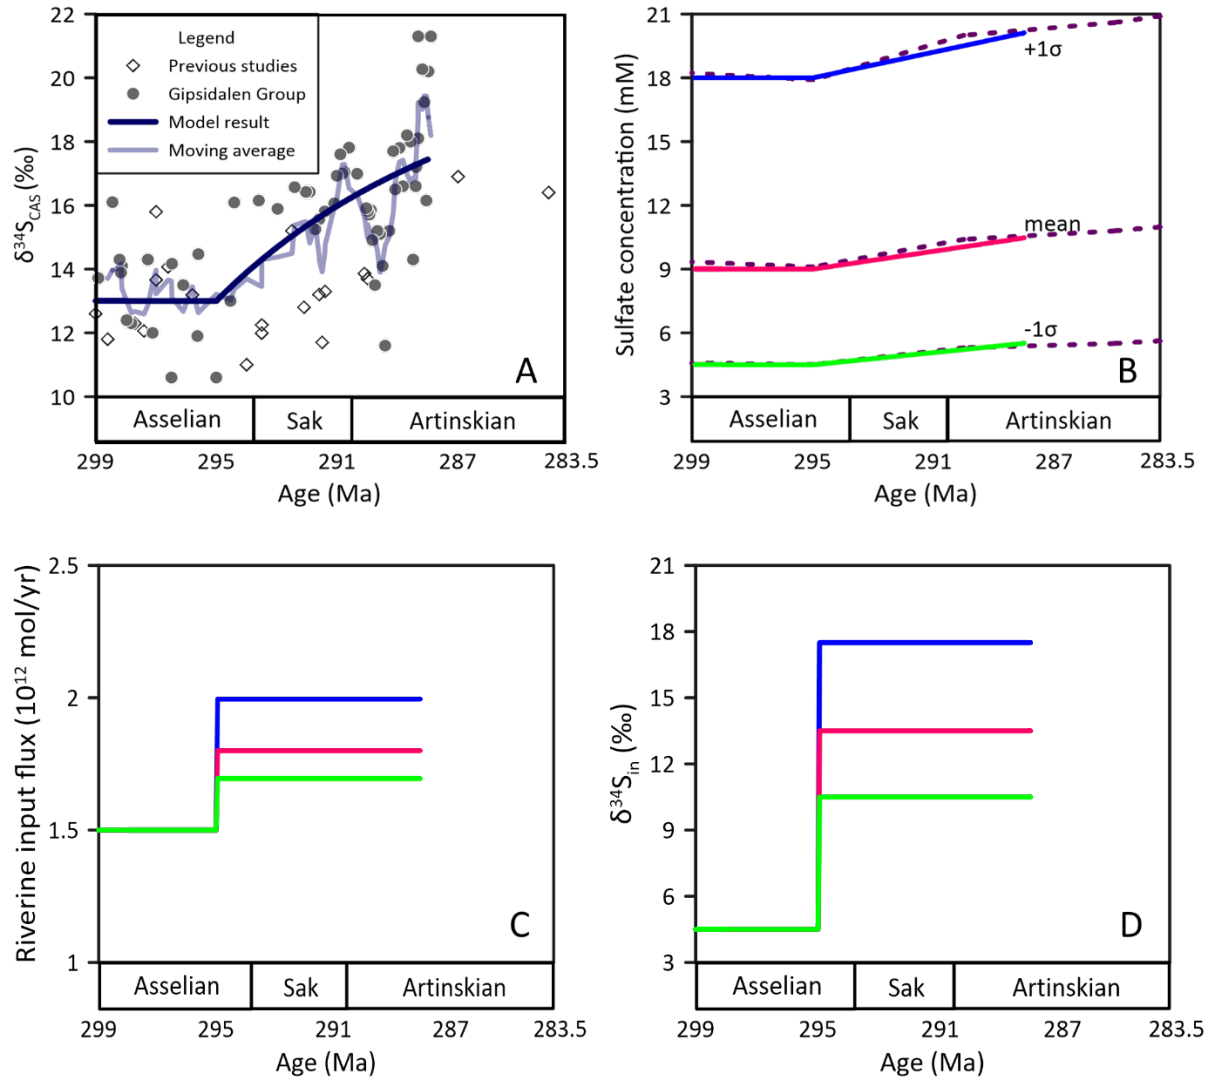 22
20
18
16
14
12
10
δ³⁴S_CAS (‰)
Legend
Previous studies
Gipsidalen Group
Model result
Moving average
A
Asselian
Sak
Artinskian
299
295
291
287
283.5
Age (Ma)
21
18
15
12
9
6
3
Sulfate concentration (mM)
+1σ
mean
-1σ
B
Asselian
Sak
Artinskian
299
295
291
287
283.5
Age (Ma)
2.5
2
1.5
1
Riverine input flux (10¹² mol/yr)
C
Asselian
Sak
Artinskian
299
295
291
287
283.5
Age (Ma)
21
18
15
12
9
6
3
δ³⁴S_in (‰)
D
Asselian
Sak
Artinskian
299
295
291
287
283.5
Age (Ma)